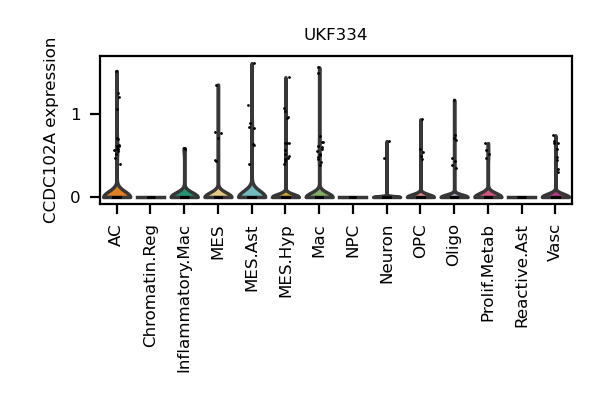 UKF334
CCDC102A expression
1
0
AC
Chromatin.Reg
Inflammatory.Mac
MES
MES.Ast
MES.Hyp
Mac
NPC
Neuron
OPC
Oligo
Prolif.Metab
Reactive.Ast
Vasc